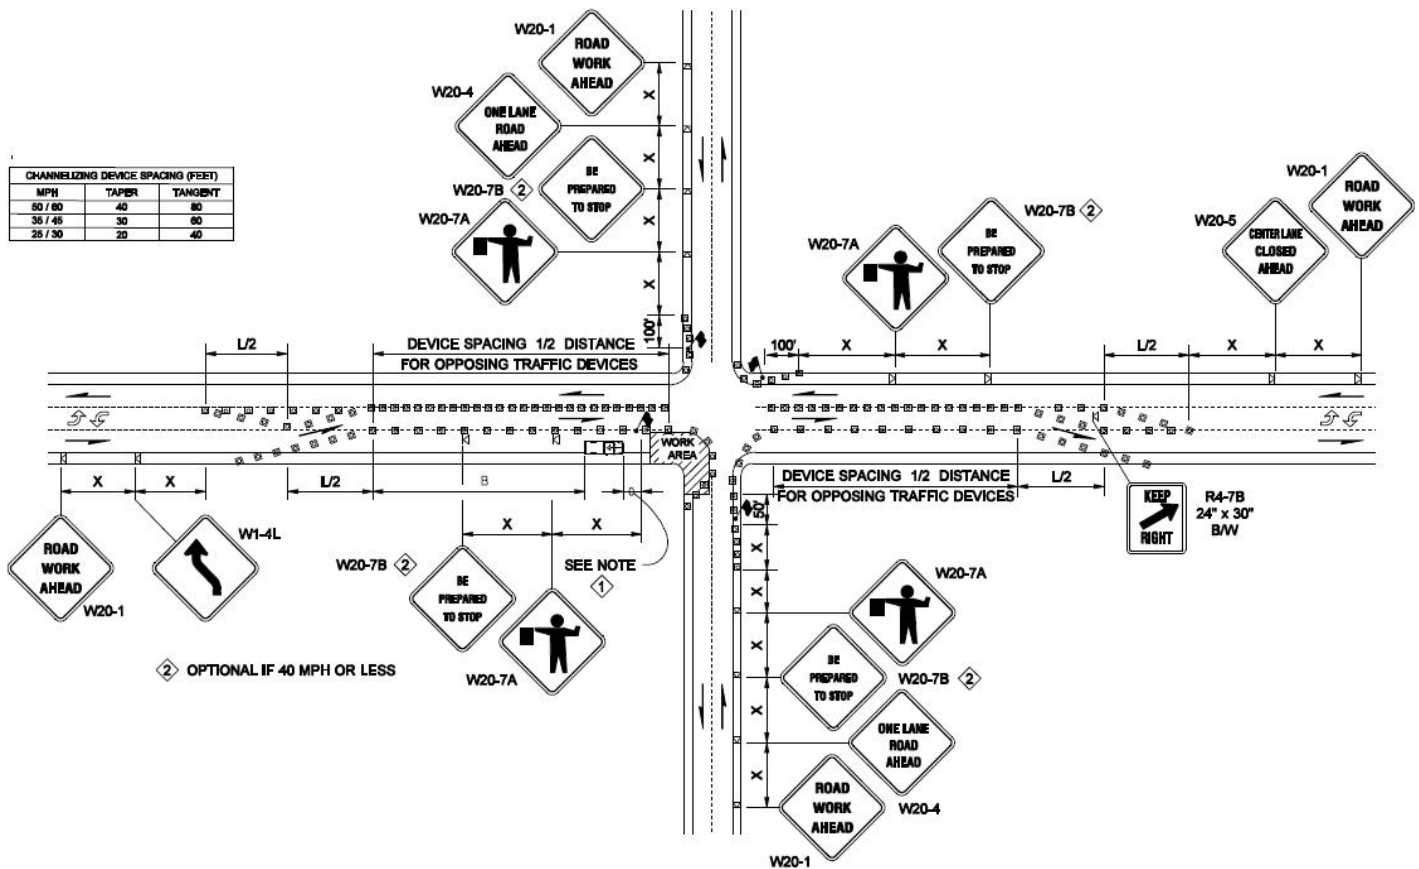 W20-1
ROAD
WORK
AHEAD
X
W20-4
ONE LANE
ROAD
AHEAD
X
W20-7B 2
BE
PREPARED
TO STOP
X
W20-7A
X
100'
CHANNELIZING DEVICE SPACING (FEET)
MPH TAPER TANGENT
50 / 60 40 80
35 / 45 30 60
25 / 30 20 40
W20-1
ROAD
WORK
AHEAD
W20-5
CENTER LANE
CLOSED
AHEAD
W20-7B 2
BE
PREPARED
TO STOP
W20-7A
L/2
DEVICE SPACING 1/2 DISTANCE
FOR OPPOSING TRAFFIC DEVICES
100' X X L/2 X X
WORK
AREA
X X L/2 B
DEVICE SPACING 1/2 DISTANCE
FOR OPPOSING TRAFFIC DEVICES
L/2
KEEP
RIGHT
R4-7B
24" x 30"
B/W
ROAD
WORK
AHEAD
W20-1
W1-4L
X X
W20-7B 2
BE
PREPARED
TO STOP
SEE NOTE
1
W20-7A
2 OPTIONAL IF 40 MPH OR LESS
50'
X
X
W20-7A
X
BE
PREPARED
TO STOP
W20-7B 2
X
ONE LANE
ROAD
AHEAD
W20-4
X
ROAD
WORK
AHEAD
W20-1